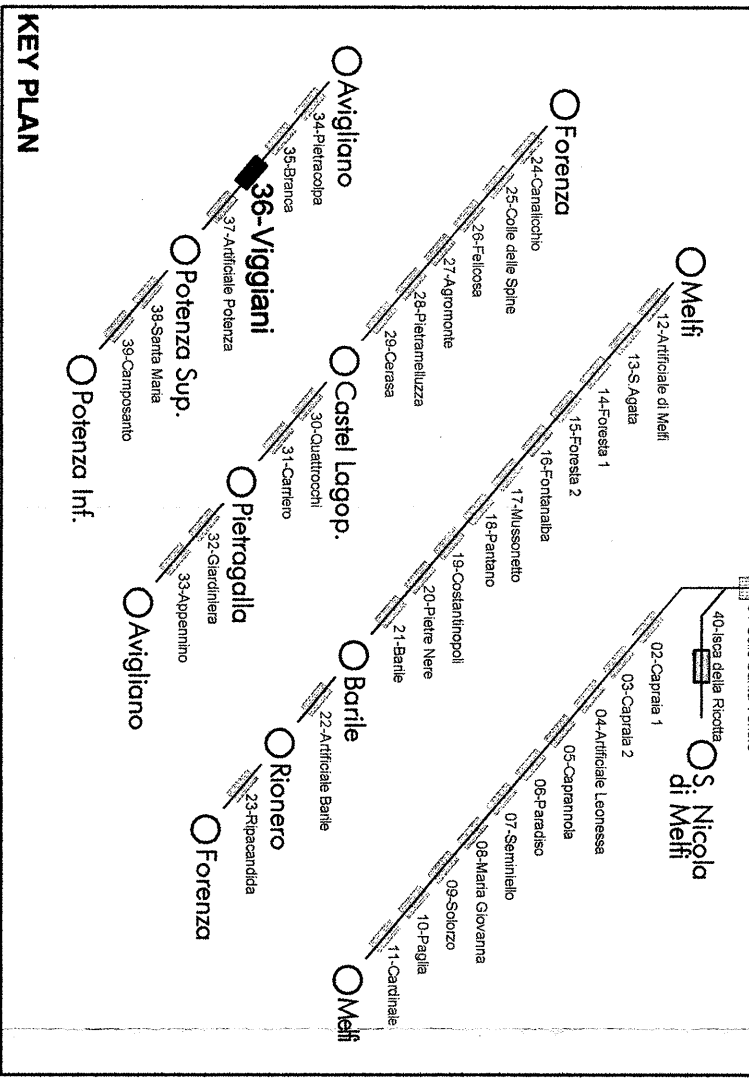 KEY PLAN
40-Isca della Ricotta
S. Nicola
di Melfi
02-Capraia 1
03-Capraia 2
04-Artificiale Leonessa
05-Caprannola
06-Paradiso
07-Seminiello
08-Maria Giovanna
09-Solorzo
10-Paglia
11-Cardinale
Melfi
Melfi
12-Artificiale di Melfi
13-S.Agata
14-Foresta 1
15-Foresta 2
16-Fontanalba
17-Mussonetto
18-Pantano
19-Costantinopoli
20-Pietre Nere
21-Barile
Barile
22-Artificiale Barile
Rionero
23-Ripacandida
Forenza
Forenza
24-Canalicchio
25-Colle delle Spine
26-Felicosa
27-Agromonte
28-Pietramelluzza
29-Cerasa
Castel Lagop.
30-Quattrocchi
31-Carriero
Pietragalla
32-Giardiniera
33-Appennino
Avigliano
Avigliano
34-Pietracolpa
35-Branca
36-Viggiani
37-Artificiale Potenza
Potenza Sup.
38-Santa Maria
39-Camposanto
Potenza Inf.